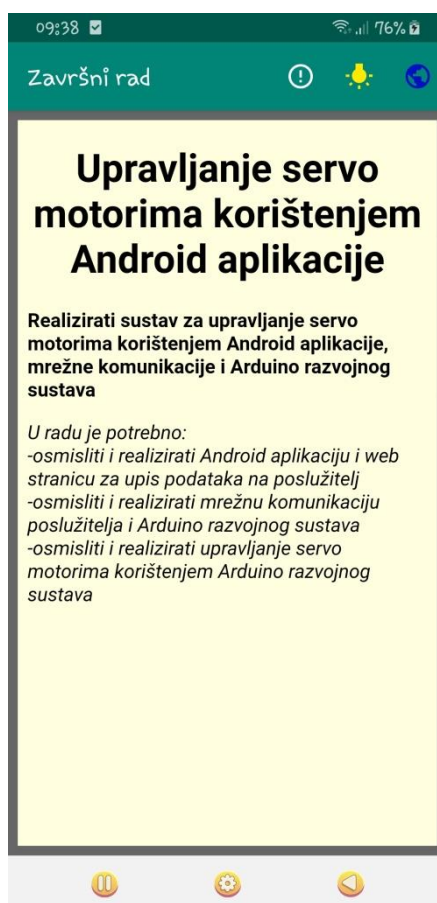 09:38
76%
Završni rad
Upravljanje servo
motorima korištenjem
Android aplikacije
Realizirati sustav za upravljanje servo
motorima korištenjem Android aplikacije,
mrežne komunikacije i Arduino razvojnog
sustava
U radu je potrebno:
-osmisliti i realizirati Android aplikaciju i web
stranicu za upis podataka na poslužitelj
-osmisliti i realizirati mrežnu komunikaciju
poslužitelja i Arduino razvojnog sustava
-osmisliti i realizirati upravljanje servo
motorima korištenjem Arduino razvojnog
sustava